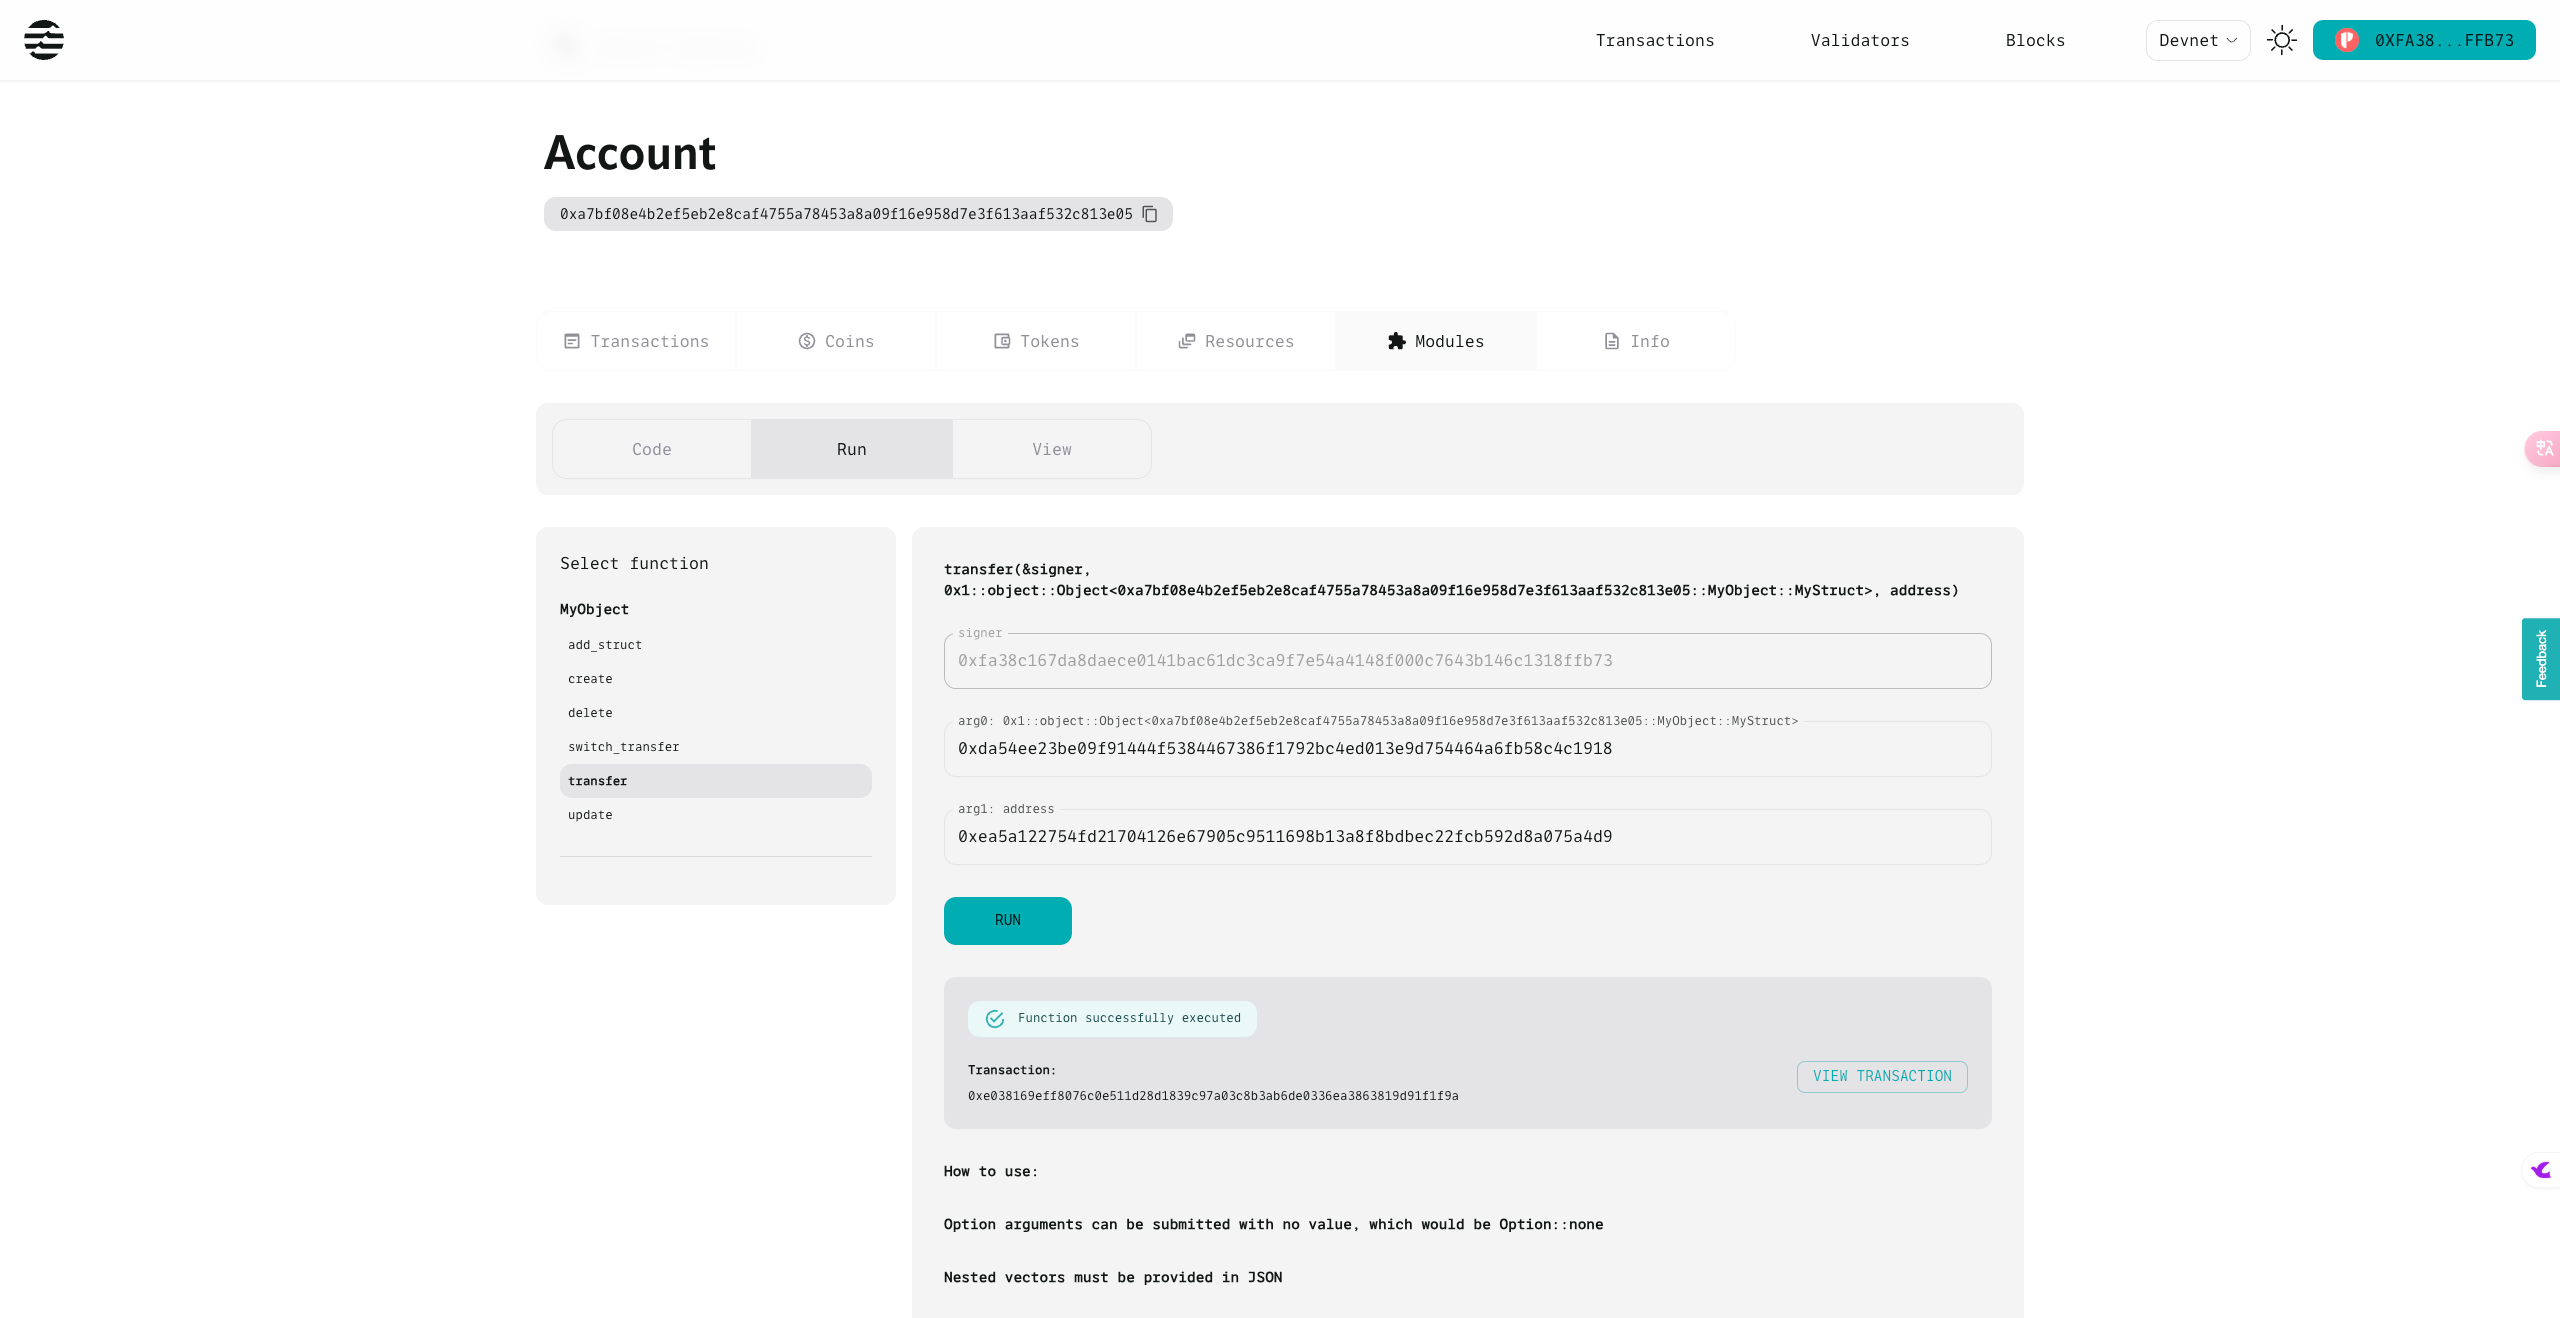 Transactions
Validators
Blocks
Devnet
0XFA38...FFB73
Account
0xa7bf08e4b2ef5eb2e8caf4755a78453a8a09f16e958d7e3f613aaf532c813e05
Transactions
Coins
Tokens
Resources
Modules
Info
Code
Run
View
Select function
MyObject
add_struct
create
delete
switch_transfer
transfer
update
transfer(&signer,
0x1::object::Object<0xa7bf08e4b2ef5eb2e8caf4755a78453a8a09f16e958d7e3f613aaf532c813e05::MyObject::MyStruct>, address)
signer
0xfa38c167da8daece0141bac61dc3ca9f7e54a4148f000c7643b146c1318ffb73
arg0: 0x1::object::Object<0xa7bf08e4b2ef5eb2e8caf4755a78453a8a09f16e958d7e3f613aaf532c813e05::MyObject::MyStruct>
0xda54ee23be09f91444f5384467386f1792bc4ed013e9d754464a6fb58c4c1918
arg1: address
0xea5a122754fd21704126e67905c9511698b13a8f8bdbec22fcb592d8a075a4d9
RUN
Function successfully executed
Transaction:
0xe038169eff8076c0e511d28d1839c97a03c8b3ab6de0336ea3863819d91f1f9a
VIEW TRANSACTION
How to use:
Option arguments can be submitted with no value, which would be Option::none
Nested vectors must be provided in JSON
Feedback